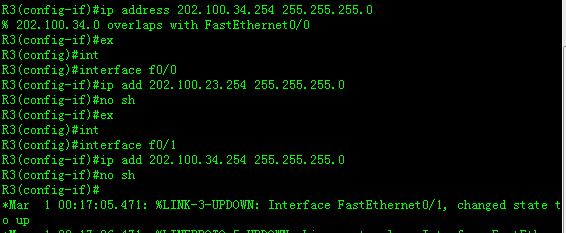 R3(config-if)#ip address 202.100.34.254 255.255.255.0
% 202.100.34.0 overlaps with FastEthernet0/0
R3(config-if)#ex
R3(config)#int
R3(config)#interface f0/0
R3(config-if)#ip add 202.100.23.254 255.255.255.0
R3(config-if)#no sh
R3(config-if)#ex
R3(config)#int
R3(config)#interface f0/1
R3(config-if)#ip add 202.100.34.254 255.255.255.0
R3(config-if)#no sh
R3(config-if)#
*Mar  1 00:17:05.471: %LINK-3-UPDOWN: Interface FastEthernet0/1, changed state t
o up